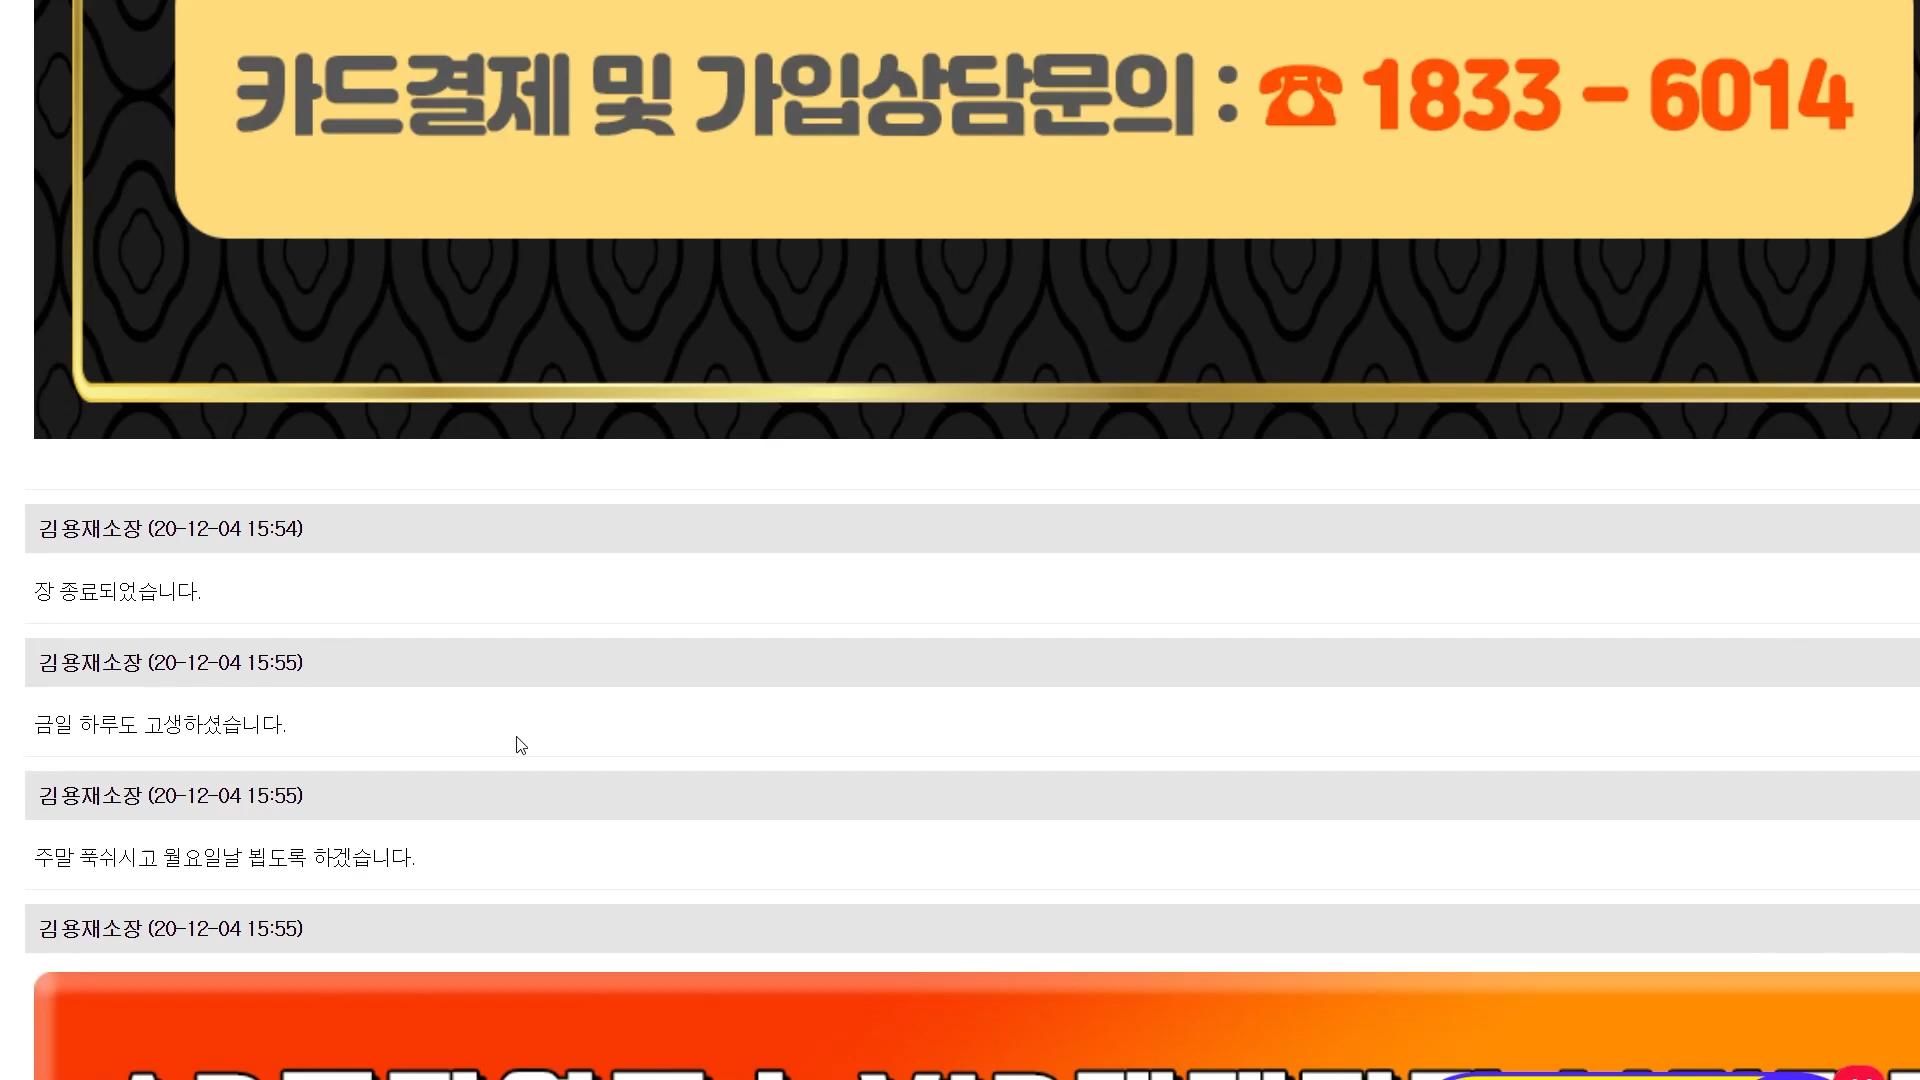 카드결제 및 가입상담문의 : ☎ 1833 - 6014
김용재소장 (20-12-04 15:54)
장 종료되었습니다.
김용재소장 (20-12-04 15:55)
금일 하루도 고생하셨습니다.
김용재소장 (20-12-04 15:55)
주말 푹쉬시고 월요일날 뵙도록 하겠습니다.
김용재소장 (20-12-04 15:55)